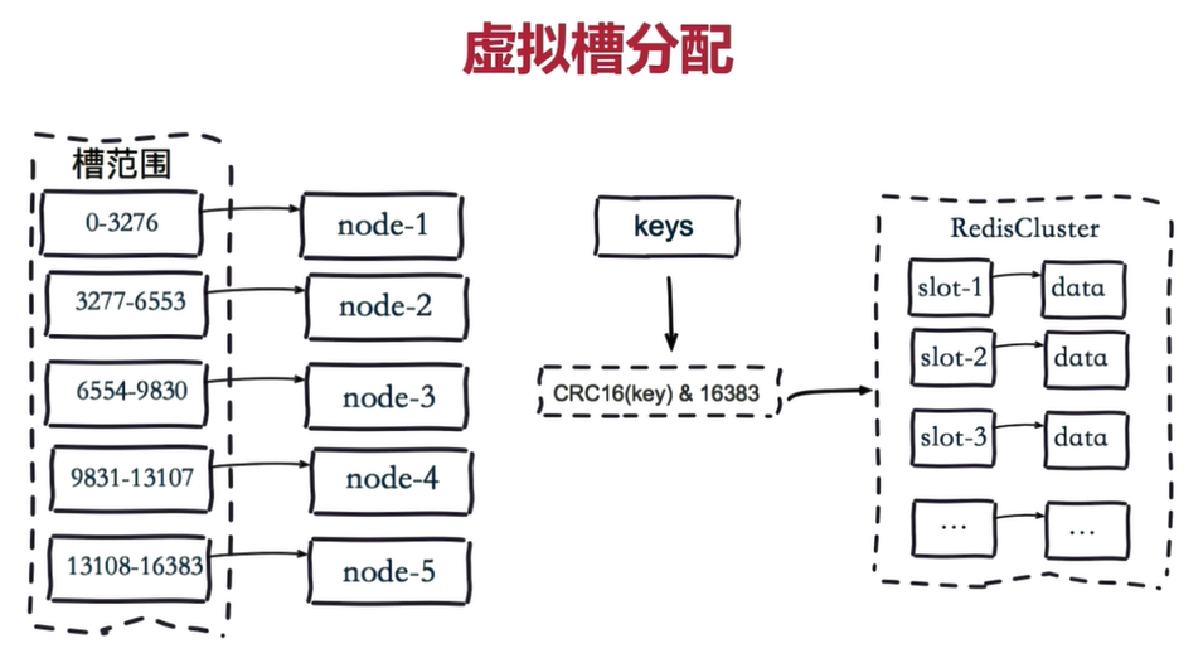 虚拟槽分配
槽范围
0-3276
node-1
3277-6553
node-2
6554-9830
node-3
9831-13107
node-4
13108-16383
node-5
keys
CRC16(key) & 16383
RedisCluster
slot-1
data
slot-2
data
slot-3
data
...
...